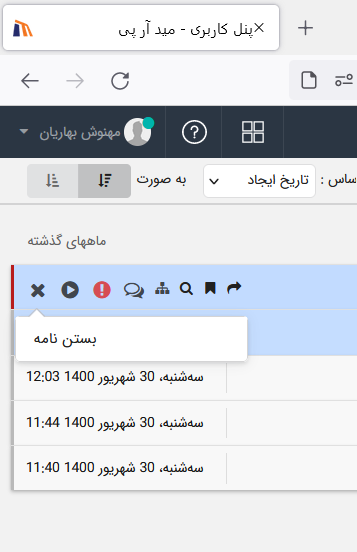 پنل کاربری - مید آر پی
مهنوش بهاریان
ساس : تاریخ ایجاد به صورت
ماههای گذشته
بستن نامه
سه‌شنبه، 30 شهریور 1400 12:03
سه‌شنبه، 30 شهریور 1400 11:44
سه‌شنبه، 30 شهریور 1400 11:40